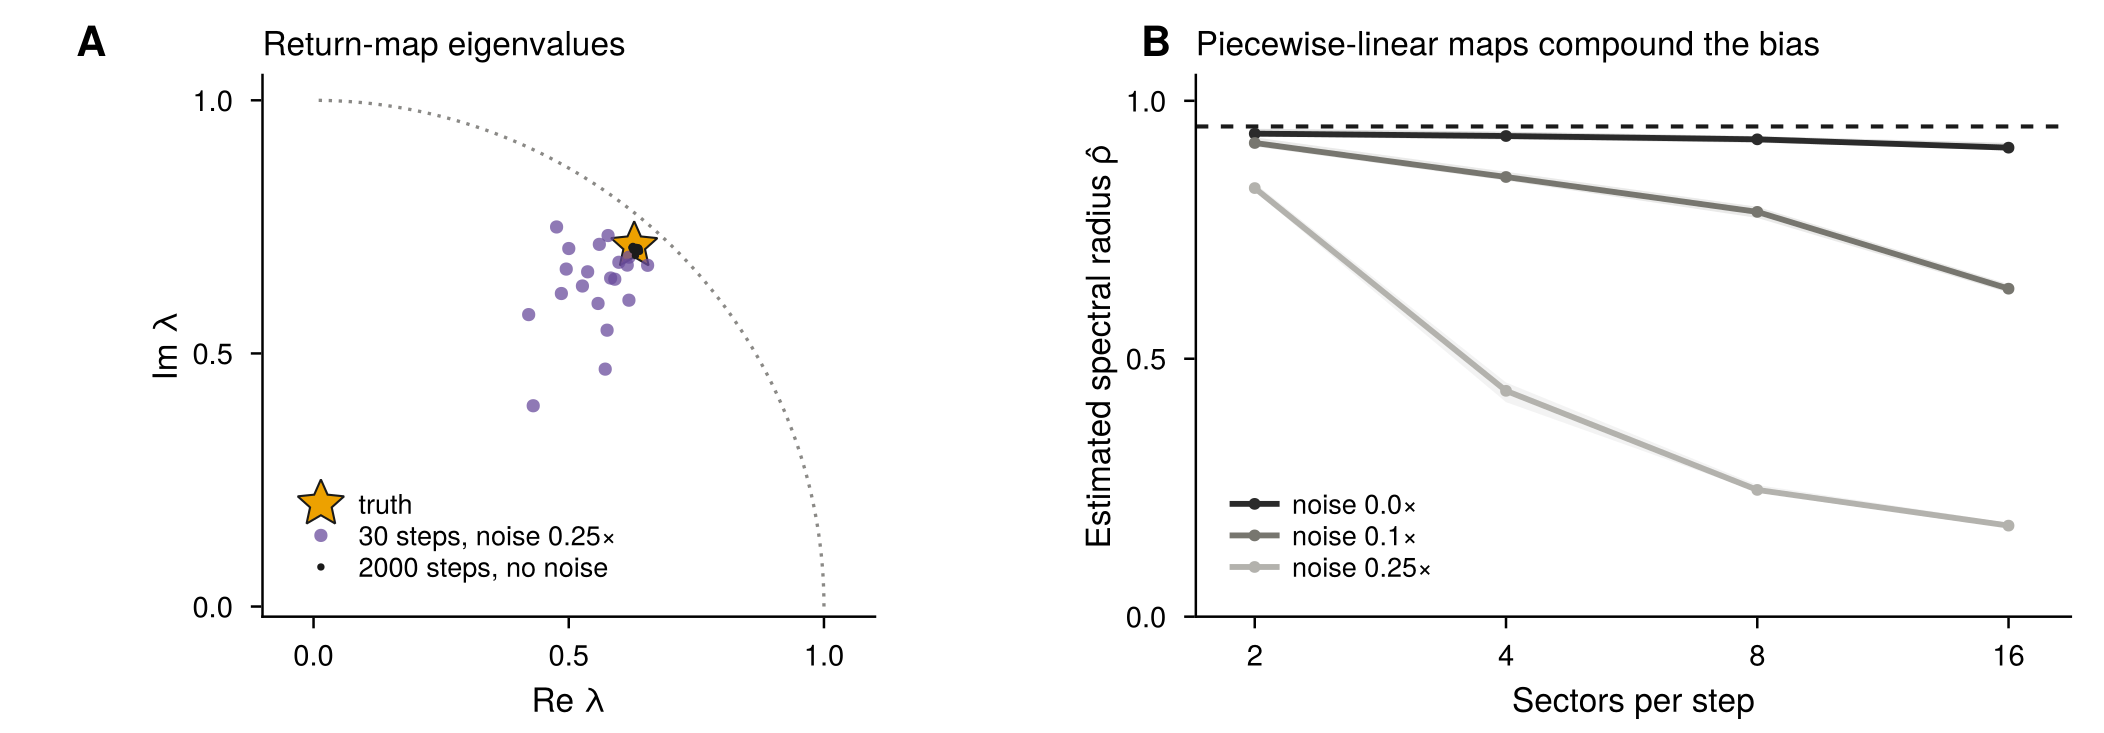 A
Return-map eigenvalues
1.0
0.5
0.0
Im λ
truth
30 steps, noise 0.25×
2000 steps, no noise
0.0
0.5
1.0
Re λ
B
Piecewise-linear maps compound the bias
1.0
0.5
0.0
Estimated spectral radius ρ̂
noise 0.0×
noise 0.1×
noise 0.25×
2
4
8
16
Sectors per step